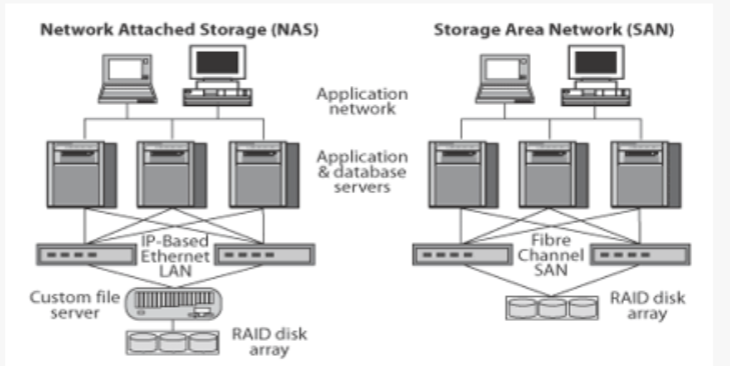 Network Attached Storage (NAS)
Storage Area Network (SAN)
Application
network
Application
& database
servers
IP-Based
Ethernet
LAN
Fibre
Channel
SAN
Custom file
server
RAID disk
array
RAID disk
array